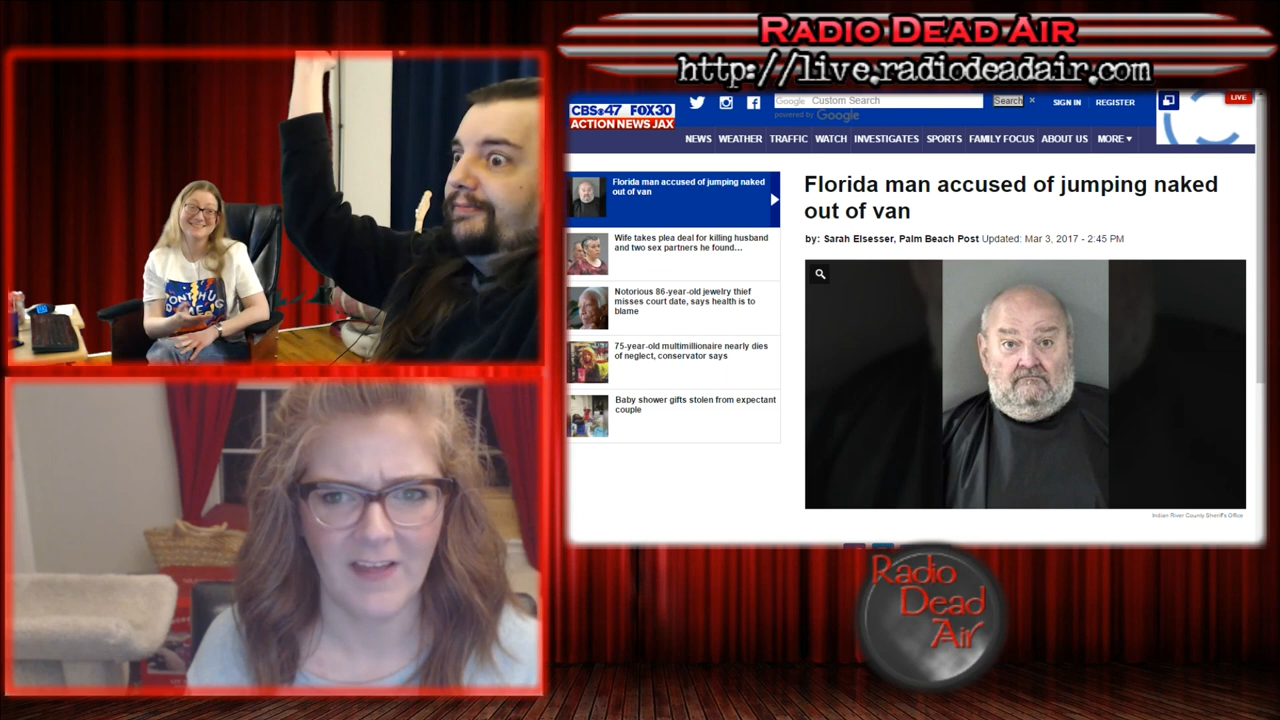 RADIO DEAD AIR
http://live.radiodeadair.com
CBS 47 FOX30
ACTION NEWS JAX
Google Custom Search
Search
×
powered by Google
SIGN IN
REGISTER
LIVE
NEWS WEATHER TRAFFIC WATCH INVESTIGATES SPORTS FAMILY FOCUS ABOUT US MORE ▾
Florida man accused of jumping naked
out of van
Wife takes plea deal for killing husband
and two sex partners he found...
Notorious 86-year-old jewelry thief
misses court date, says health is to
blame
75-year-old multimillionaire nearly dies
of neglect, conservator says
Baby shower gifts stolen from expectant
couple
Florida man accused of jumping naked
out of van
by: Sarah Elsesser, Palm Beach Post Updated: Mar 3, 2017 - 2:45 PM
Indian River County Sheriff's Office
DON'T HUG
ME
Radio
Dead
Air